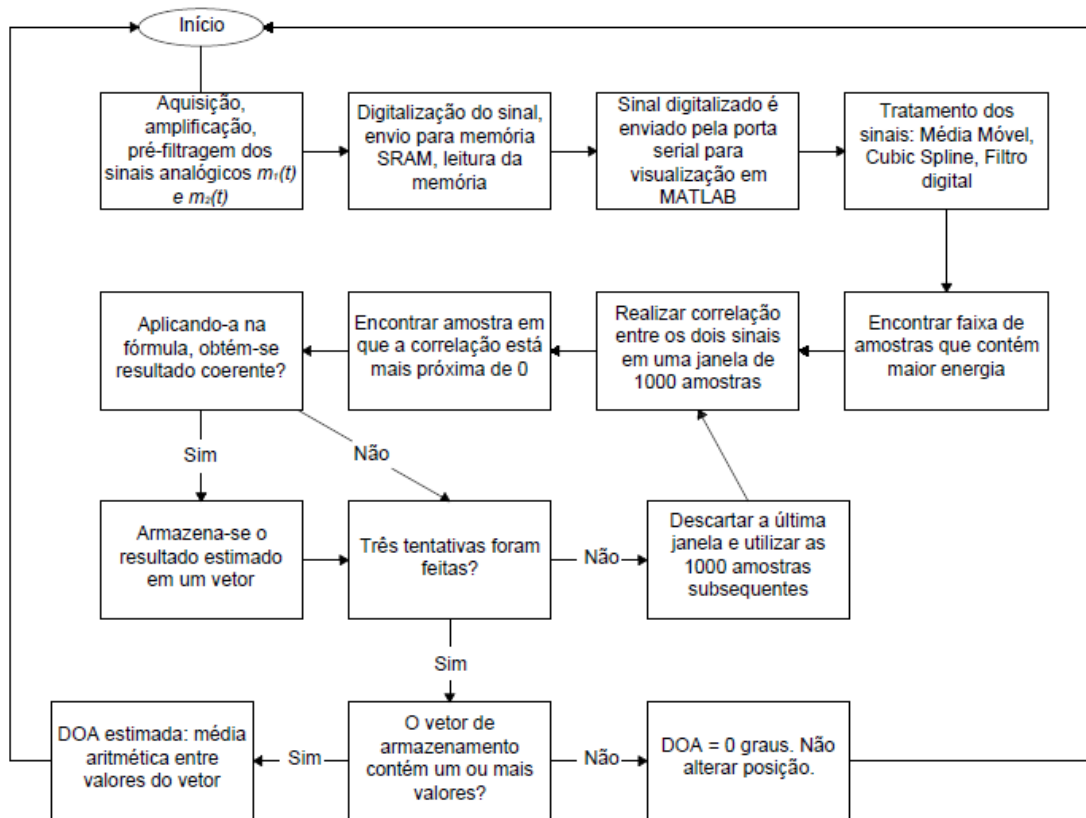 Início
Aquisição,
amplificação,
pré-filtragem dos
sinais analógicos m₁(t)
e m₂(t)
Digitalização do sinal,
envio para memória
SRAM, leitura da
memória
Sinal digitalizado é
enviado pela porta
serial para
visualização em
MATLAB
Tratamento dos
sinais: Média Móvel,
Cubic Spline, Filtro
digital
Encontrar faixa de
amostras que contém
maior energia
Realizar correlação
entre os dois sinais
em uma janela de
1000 amostras
Encontrar amostra em
que a correlação está
mais próxima de 0
Aplicando-a na
fórmula, obtém-se
resultado coerente?
Sim
Não
Armazena-se o
resultado estimado
em um vetor
Três tentativas foram
feitas?
Não
Descartar a última
janela e utilizar as
1000 amostras
subsequentes
Sim
O vetor de
armazenamento
contém um ou mais
valores?
Sim
DOA estimada: média
aritmética entre
valores do vetor
Não
DOA = 0 graus. Não
alterar posição.